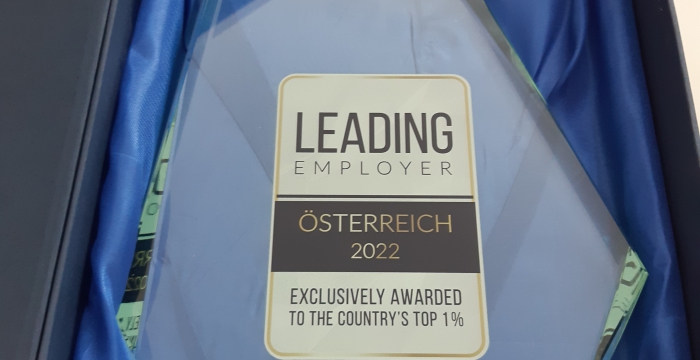 LEADING
EMPLOYER
ÖSTERREICH
2022
EXCLUSIVELY AWARDED
TO THE COUNTRY'S TOP 1%